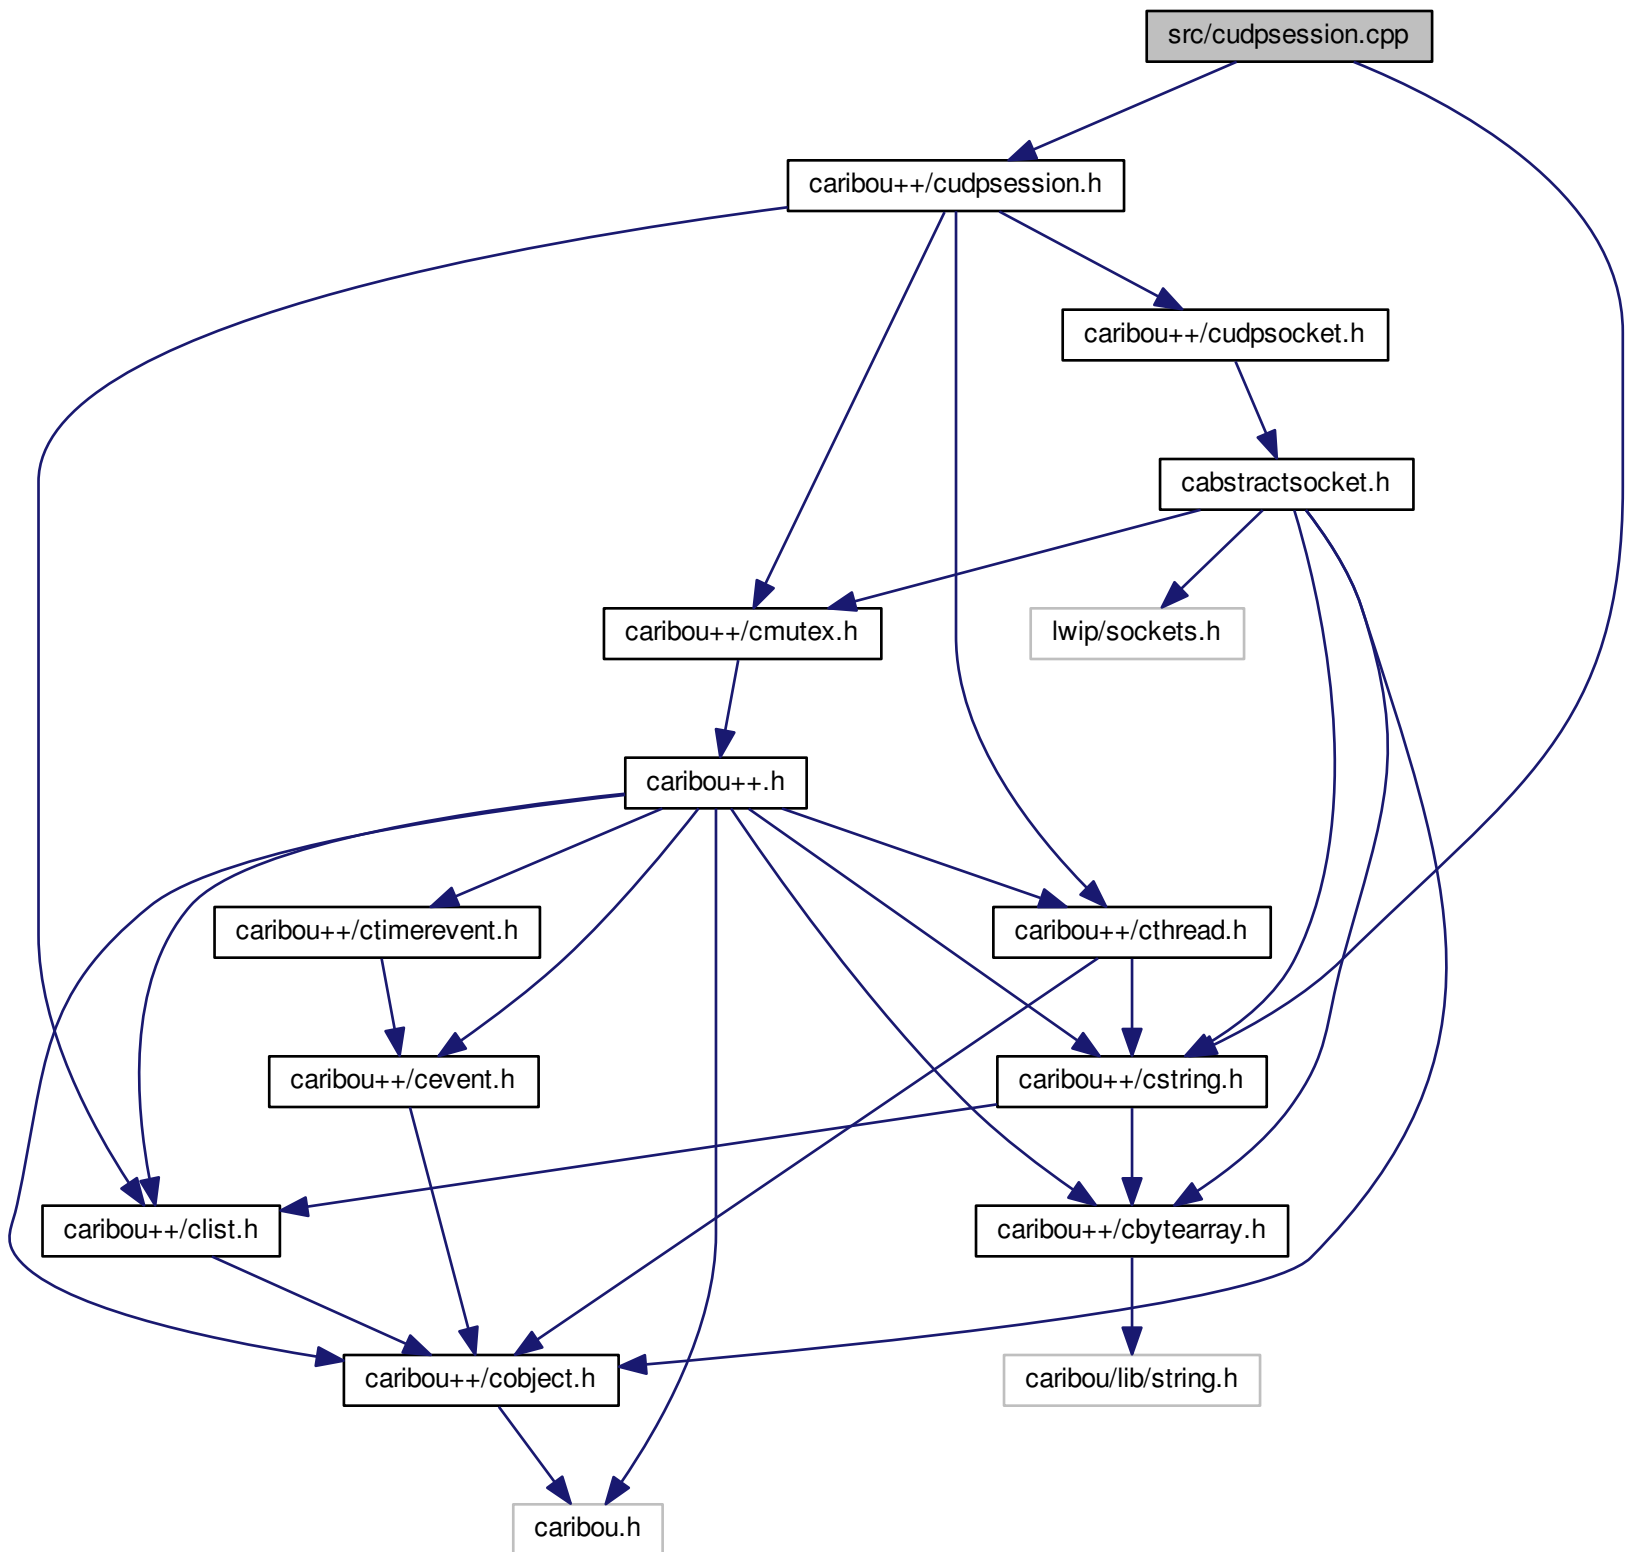 src/cudpsession.cpp
caribou++/cudpsession.h
caribou++/cudpsocket.h
cabstractsocket.h
caribou++/cmutex.h
lwip/sockets.h
caribou++.h
caribou++/ctimerevent.h
caribou++/cthread.h
caribou++/cevent.h
caribou++/cstring.h
caribou++/clist.h
caribou++/cbytearray.h
caribou++/cobject.h
caribou/lib/string.h
caribou.h